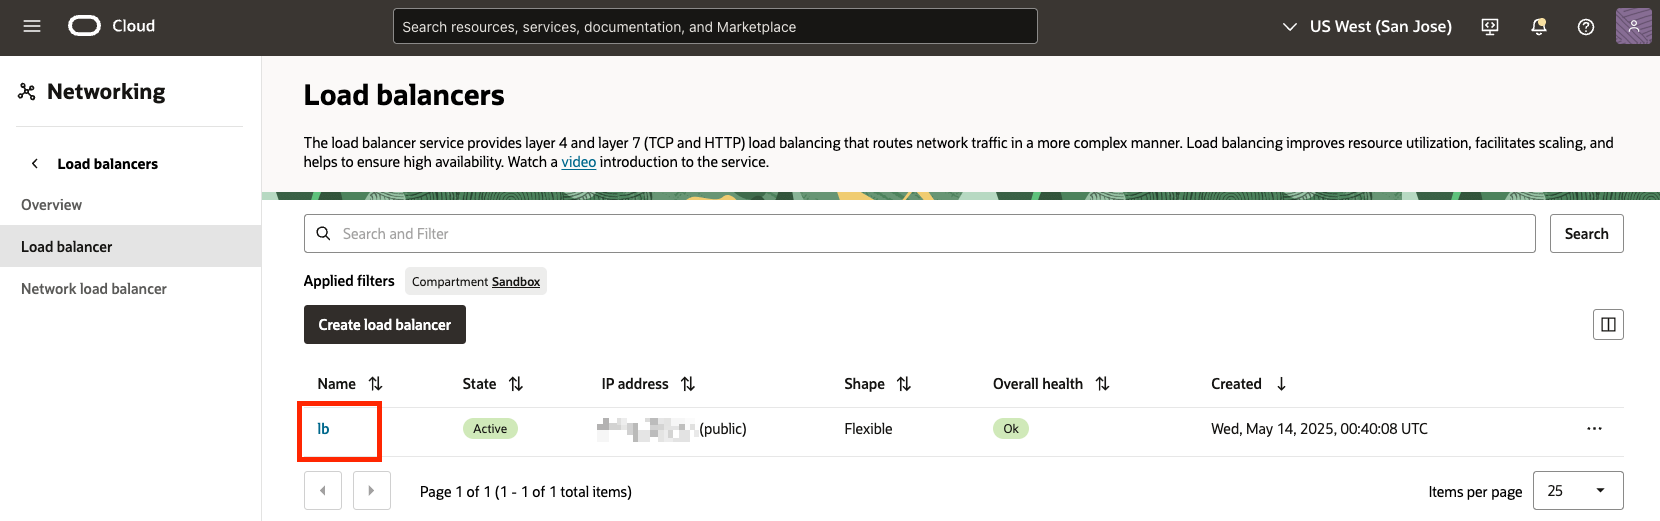 Cloud
Search resources, services, documentation, and Marketplace
US West (San Jose)
Networking
Load balancers
Overview
Load balancer
Network load balancer
Load balancers
The load balancer service provides layer 4 and layer 7 (TCP and HTTP) load balancing that routes network traffic in a more complex manner. Load balancing improves resource utilization, facilitates scaling, and
helps to ensure high availability. Watch a video introduction to the service.
Search and Filter
Search
Applied filters
Compartment Sandbox
Create load balancer
Name State IP address Shape Overall health Created
lb Active (public) Flexible Ok Wed, May 14, 2025, 00:40:08 UTC
Page 1 of 1 (1 - 1 of 1 total items)
Items per page 25